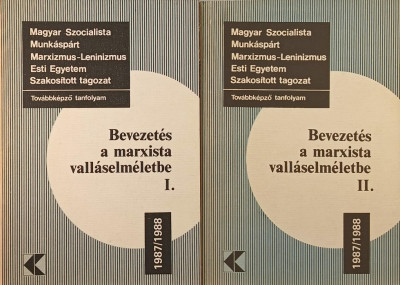 Magyar Szocialista
Munkáspárt
Marxizmus-Leninizmus
Esti Egyetem
Szakosított tagozat
Továbbképző tanfolyam
Bevezetés
a marxista
valláselméletbe
I.
1987/1988
Magyar Szocialista
Munkáspárt
Marxizmus-Leninizmus
Esti Egyetem
Szakosított tagozat
Továbbképző tanfolyam
Bevezetés
a marxista
valláselméletbe
II.
1987/1988